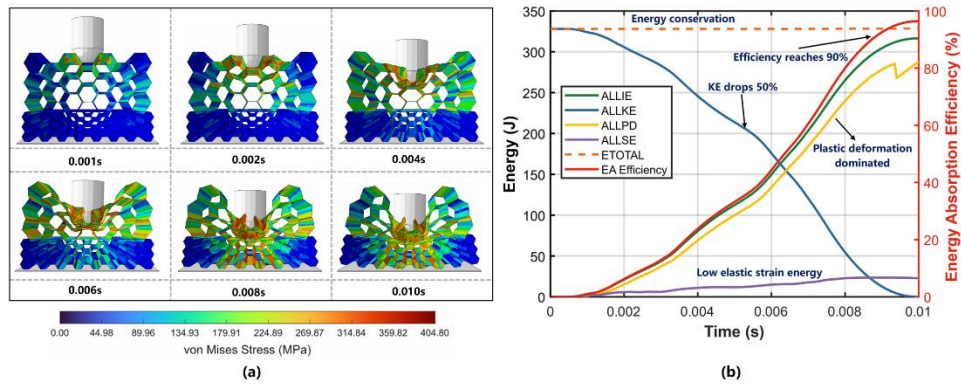 (a)
0.001s
0.002s
0.004s
0.006s
0.008s
0.010s
0.00 44.98 89.96 134.93 179.91 224.89 269.87 314.84 359.82 404.80
von Mises Stress (MPa)
(a)
Energy (J)
350
300
250
200
150
100
50
0
Energy conservation
Efficiency reaches 90%
KE drops 50%
ALLIE
ALLKE
ALLPD
ALLSE
ETOTAL
EA Efficiency
Plastic deformation
dominated
Low elastic strain energy
0 0.002 0.004 0.006 0.008 0.01
Time (s)
100
80
60
40
20
0
Energy Absorption Efficiency (%)
(b)